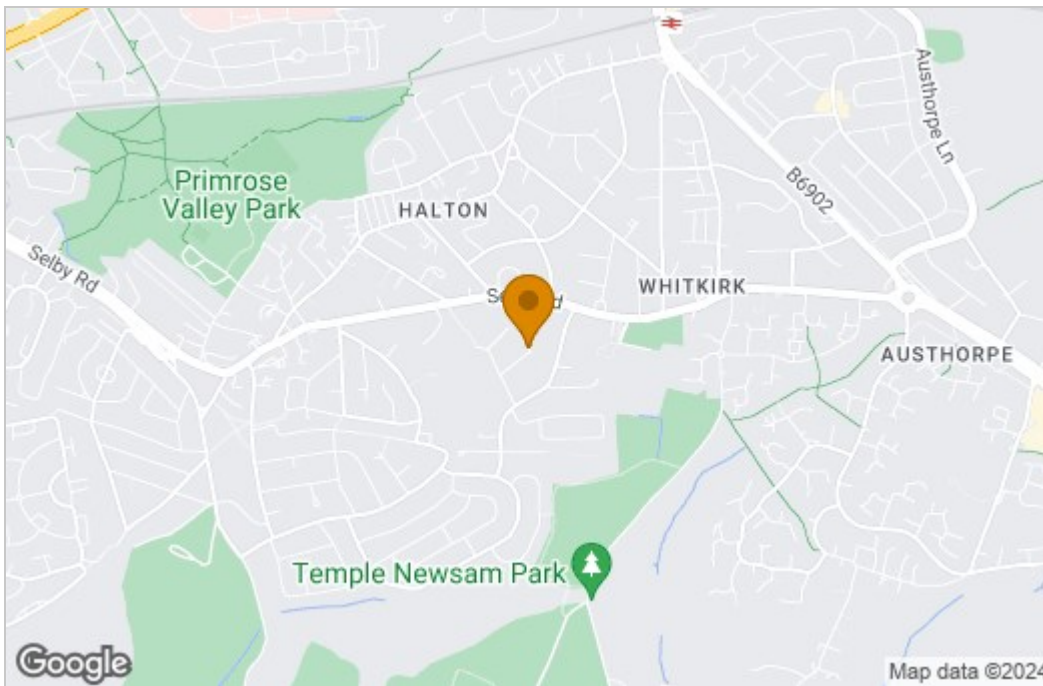 Austhorpe Ln
Primrose
Valley Park
HALTON
B6902
Selby Rd
WHITKIRK
AUSTHORPE
Temple Newsam Park
Google
Map data ©2024